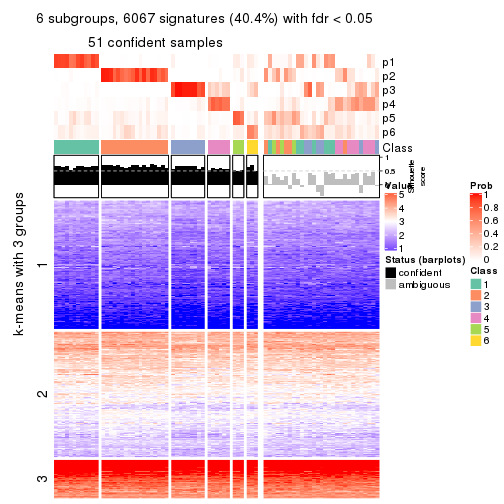 6 subgroups, 6067 signatures (40.4%) with fdr < 0.05
51 confident samples
p1
p2
p3
p4
p5
p6
Class
1
0.5
0
Silhouette
score
k-means with 3 groups
1
2
3
Value
5
4
3
2
1
Status (barplots)
confident
ambiguous
Prob
1
0.8
0.6
0.4
0.2
0
Class
1
2
3
4
5
6